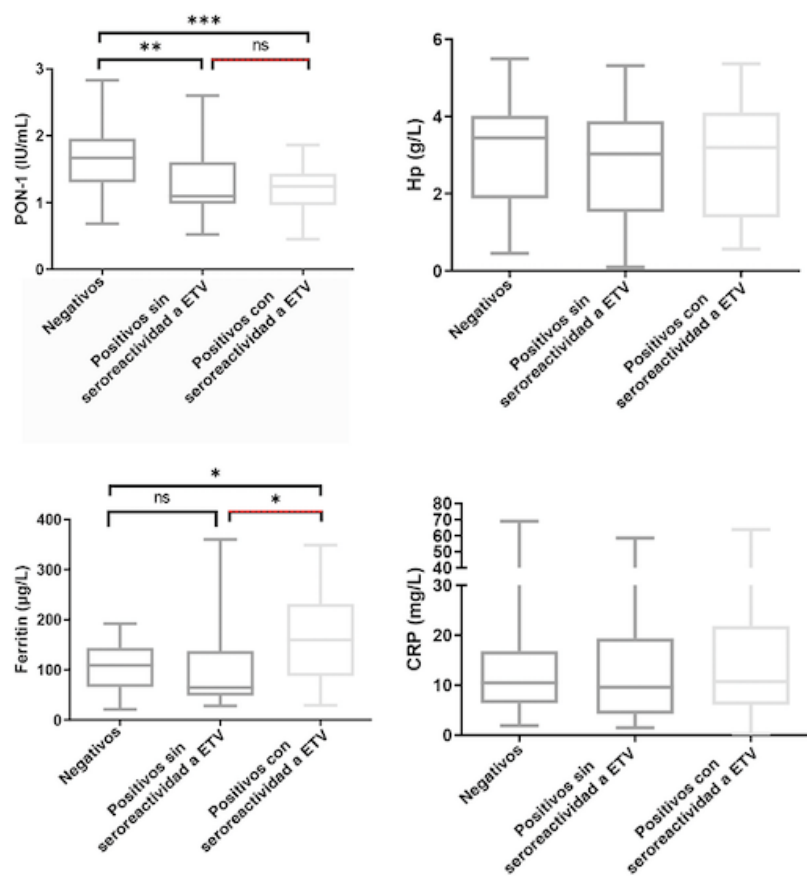 ***
**
ns
PON-1 (IU/mL)
3
2
1
0
Negativos
Positivos sin
seroreactividad a ETV
Positivos con
seroreactividad a ETV
Hp (g/L)
6
4
2
0
Negativos
Positivos sin
seroreactividad a ETV
Positivos con
seroreactividad a ETV
*
ns
*
Ferritin (µg/L)
400
300
200
100
0
Negativos
Positivos sin
seroreactividad a ETV
Positivos con
seroreactividad a ETV
CRP (mg/L)
80
70
60
50
40
30
20
10
0
Negativos
Positivos sin
seroreactividad a ETV
Positivos con
seroreactividad a ETV